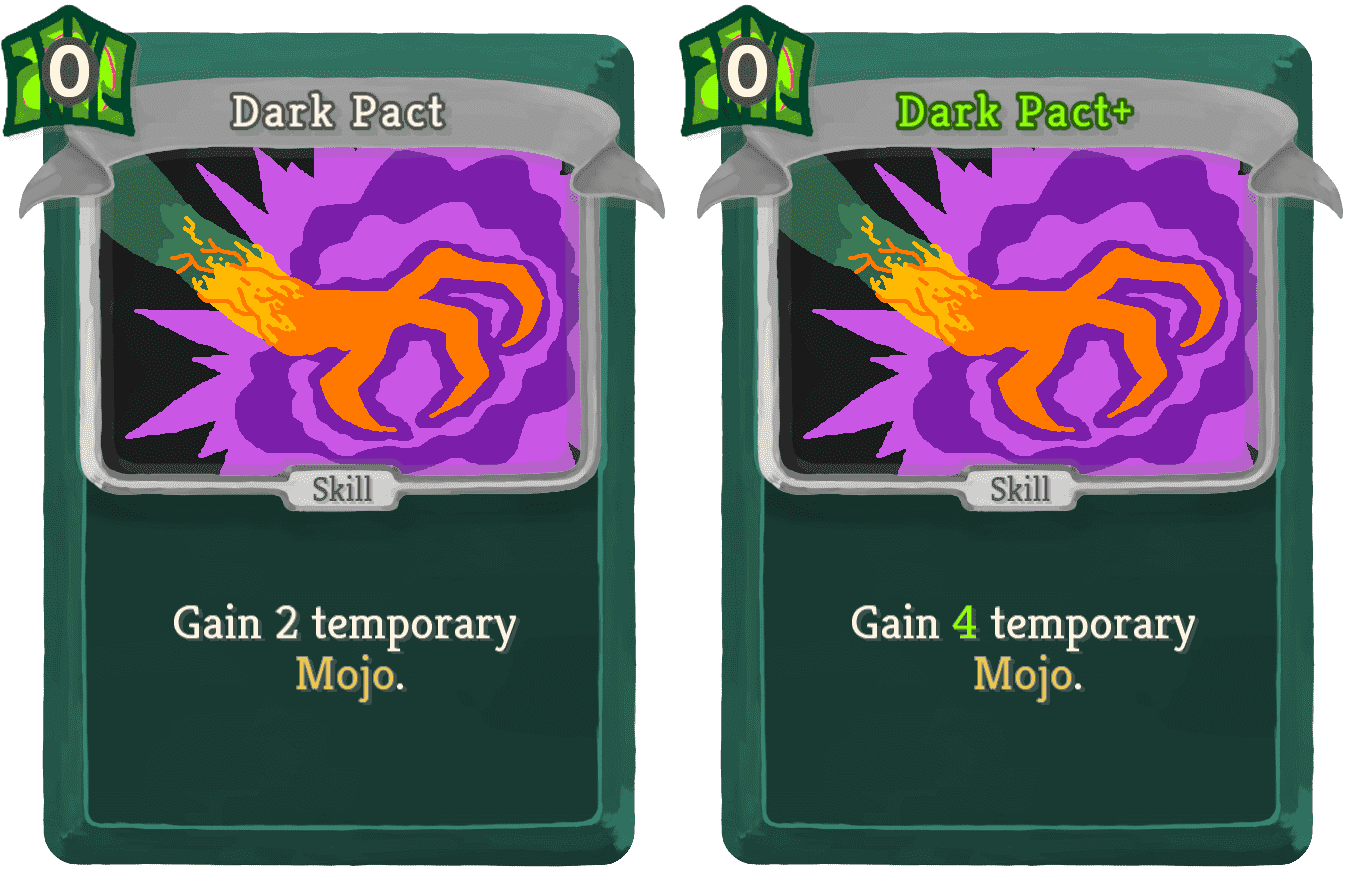 0
Dark Pact
Skill
Gain 2 temporary
Mojo.
0
Dark Pact+
Skill
Gain 4 temporary
Mojo.